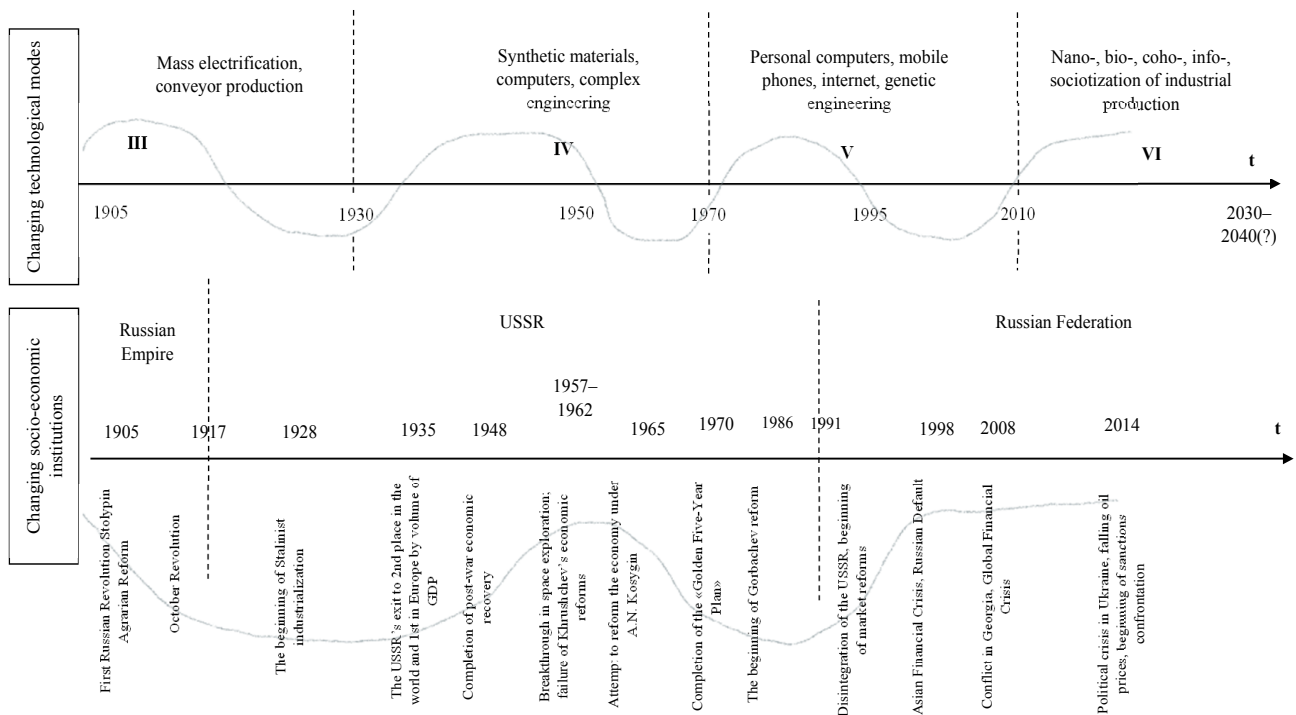 Changing technological modes
Mass electrification,
conveyor production
Synthetic materials,
computers, complex
engineering
Personal computers, mobile
phones, internet, genetic
engineering
Nano-, bio-, coho-, info-,
sociotization of industrial
production
III
IV
V
VI
t
1905
1930
1950
1970
1995
2010
2030–
2040(?)
Changing socio-economic
institutions
Russian
Empire
USSR
Russian Federation
1905
1917
1928
1935
1948
1957–
1962
1965
1970
1986
1991
1998
2008
2014
t
First Russian Revolution Stolypin
Agrarian Reform
October Revolution
The beginning of Stalinist
industrialization
The USSR's exit to 2nd place in the
world and 1st in Europe by volume of
GDP
Completion of post-war economic
recovery
Breakthrough in space exploration;
failure of Khrushchev's economic
reforms
Attempt to reform the economy under
A.N. Kosygin
Completion of the «Golden Five-Year
Plan»
The beginning of Gorbachev reform
Disintegration of the USSR, beginning
of market reforms
Asian Financial Crisis, Russian Default
Conflict in Georgia, Global Financial
Crisis
Political crisis in Ukraine, falling oil
prices, beginning of sanctions
confrontation